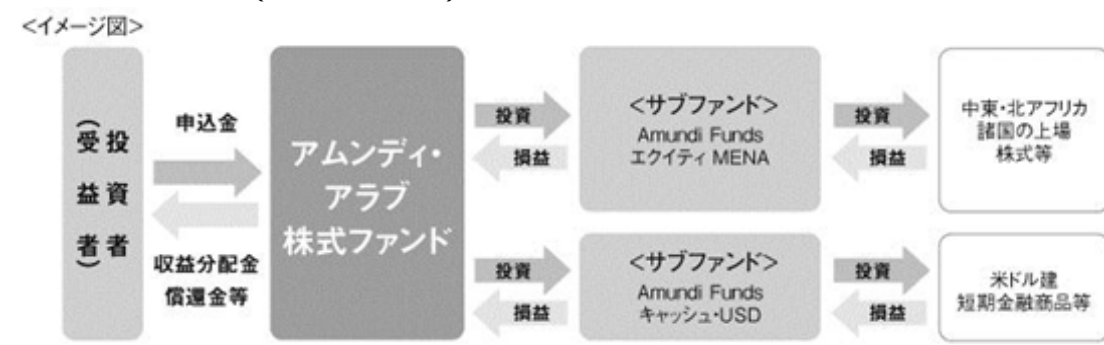 <イメージ図>
投資者
(受益者)
申込金
収益分配金
償還金等
アムンディ・
アラブ
株式ファンド
投資
損益
<サブファンド>
Amundi Funds
エクイティ MENA
投資
損益
中東・北アフリカ
諸国の上場
株式等
投資
損益
<サブファンド>
Amundi Funds
キャッシュ・USD
投資
損益
米ドル建
短期金融商品等